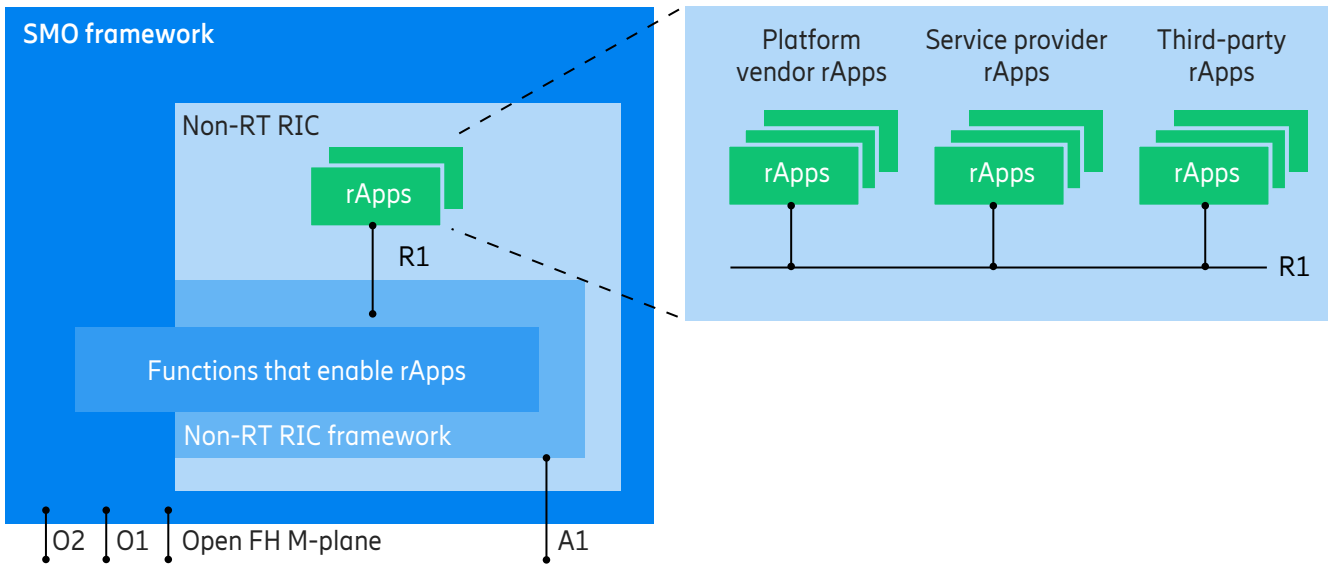 SMO framework
Non-RT RIC
rApps
R1
Functions that enable rApps
Non-RT RIC framework
O2
O1
Open FH M-plane
A1
Platform
vendor rApps
Service provider
rApps
Third-party
rApps
rApps
rApps
rApps
R1